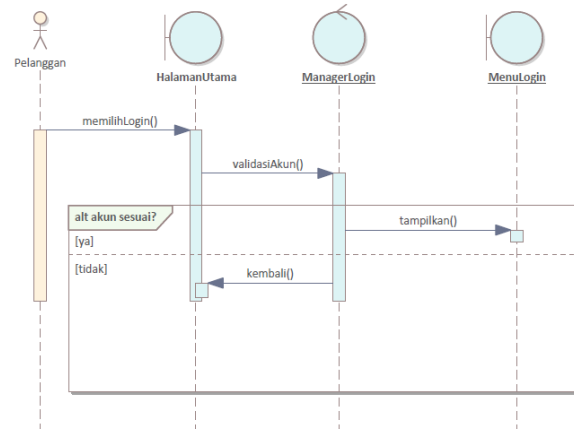 Pelanggan
HalamanUtama
ManagerLogin
MenuLogin
memilihLogin()
validasiAkun()
alt akun sesuai?
tampilkan()
[ya]
[tidak]
kembali()